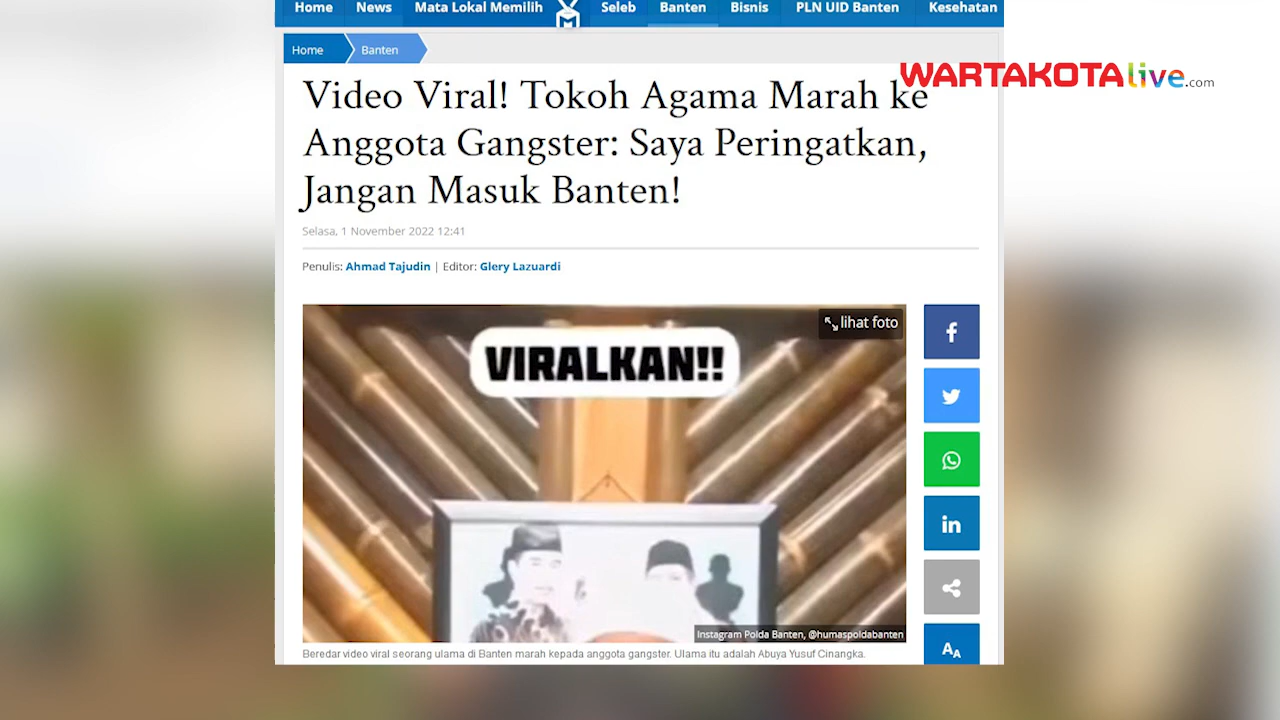 Home News Mata Lokal Memilih M Seleb Banten Bisnis PLN UID Banten Kesehatan
Home Banten
WARTAKOTAlive.com
Video Viral! Tokoh Agama Marah ke
Anggota Gangster: Saya Peringatkan,
Jangan Masuk Banten!
Selasa, 1 November 2022 12:41
Penulis: Ahmad Tajudin | Editor: Glery Lazuardi
lihat foto
VIRALKAN!!
f
in
AA
Instagram Polda Banten, @humaspoldabanten
Beredar video viral seorang ulama di Banten marah kepada anggota gangster. Ulama itu adalah Abuya Yusuf Cinangka.